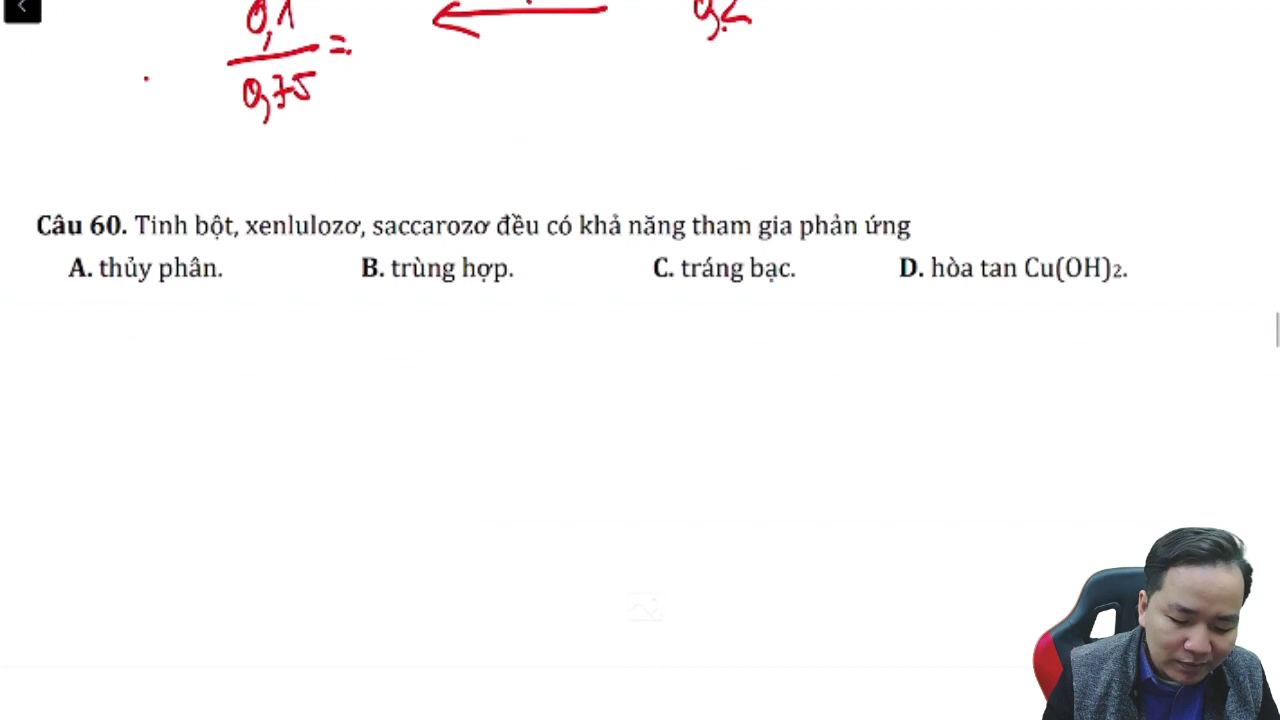 0,1
0,2
0,75 =
Câu 60. Tinh bột, xenlulozơ, saccarozơ đều có khả năng tham gia phản ứng
A. thủy phân. B. trùng hợp. C. tráng bạc. D. hòa tan Cu(OH)₂.